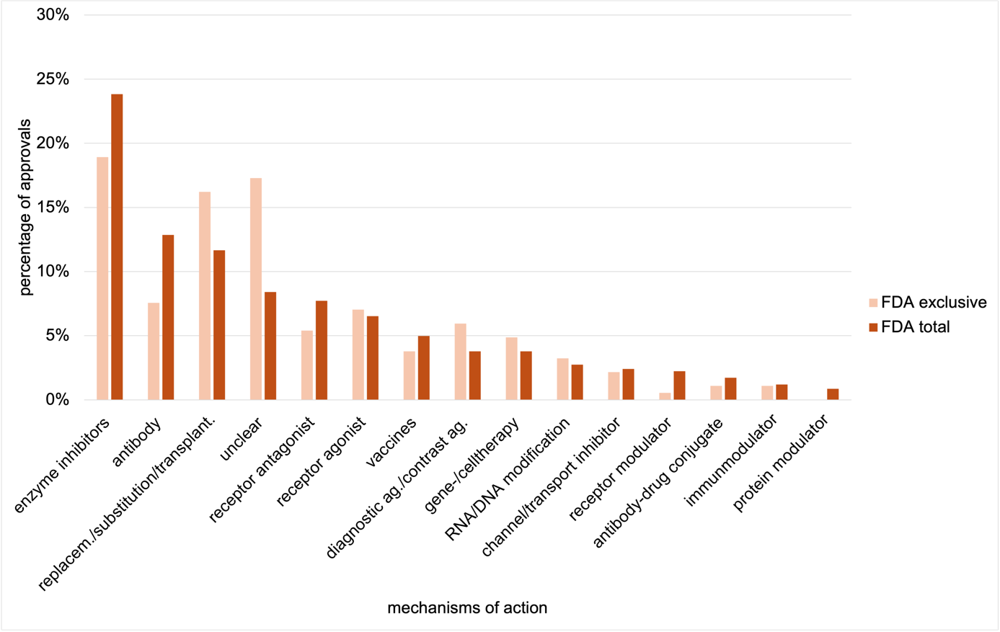 30%
25%
20%
15%
10%
5%
0%
percentage of approvals
enzyme inhibitors
antibody
replacem./substitution/transplant.
unclear
receptor antagonist
receptor agonist
vaccines
diagnostic ag./contrast ag.
gene-/celltherapy
RNA/DNA modification
channel/transport inhibitor
receptor modulator
antibody-drug conjugate
immunmodulator
protein modulator
mechanisms of action
FDA exclusive
FDA total